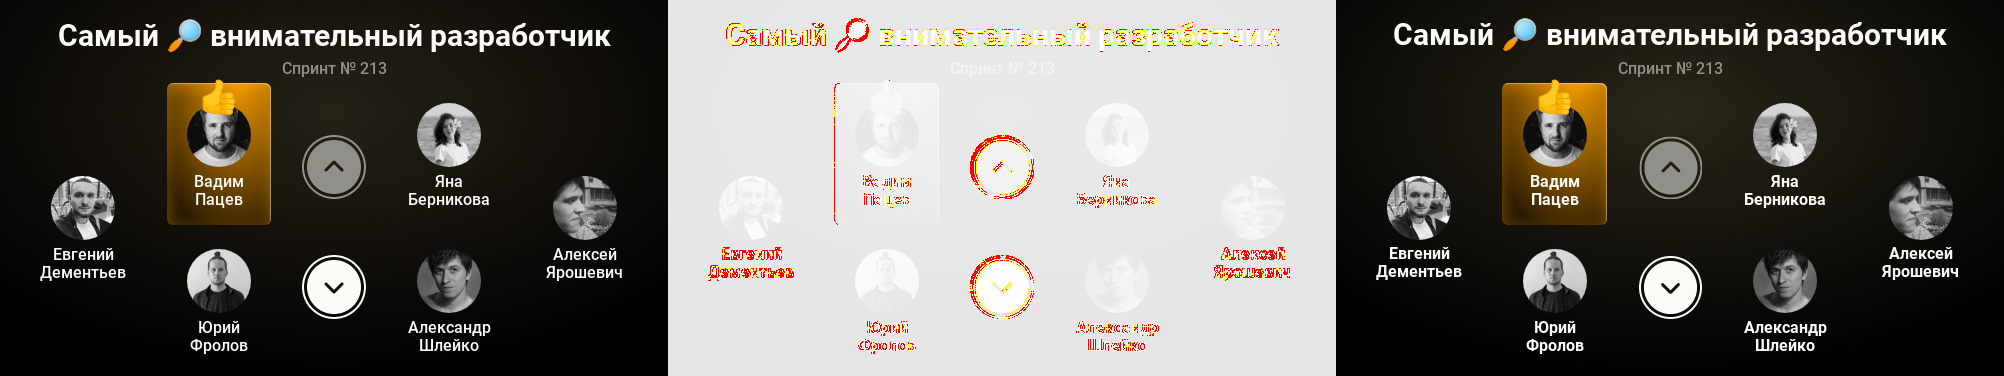 Самый 🔎 внимательный разработчик
Спринт № 213
Вадим
Пацев
Яна
Берникова
Евгений
Дементьев
Алексей
Ярошевич
Юрий
Фролов
Александр
Шлейко
Самый 🔎 внимательный разработчик
Спринт № 213
Вадим
Пацев
Яна
Берникова
Евгений
Дементьев
Алексей
Ярошевич
Юрий
Фролов
Александр
Шлейко
Самый 🔎 внимательный разработчик
Спринт № 213
Вадим
Пацев
Яна
Берникова
Евгений
Дементьев
Алексей
Ярошевич
Юрий
Фролов
Александр
Шлейко